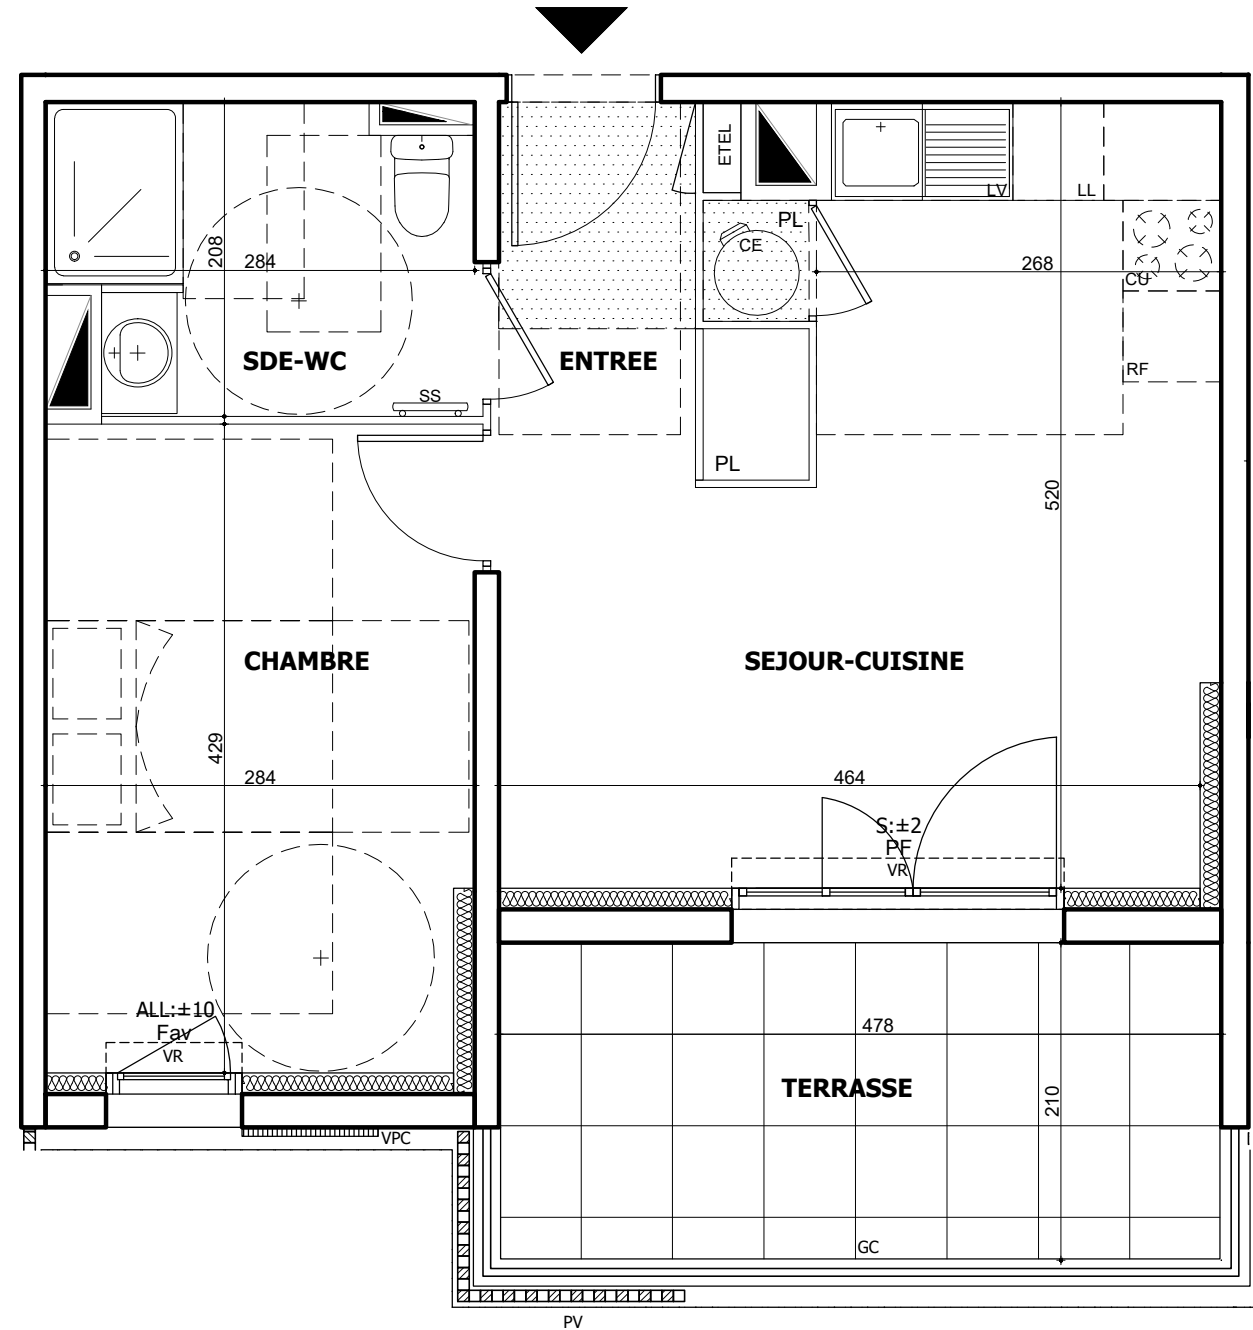 ETEL
LV
LL
PL
CE
208
284
268
CU
SDE-WC
ENTREE
RF
SS
PL
520
CHAMBRE
SEJOUR-CUISINE
429
284
464
S:±2
PF
VR
ALL:±10
Fav
VR
478
TERRASSE
210
VPC
GC
PV